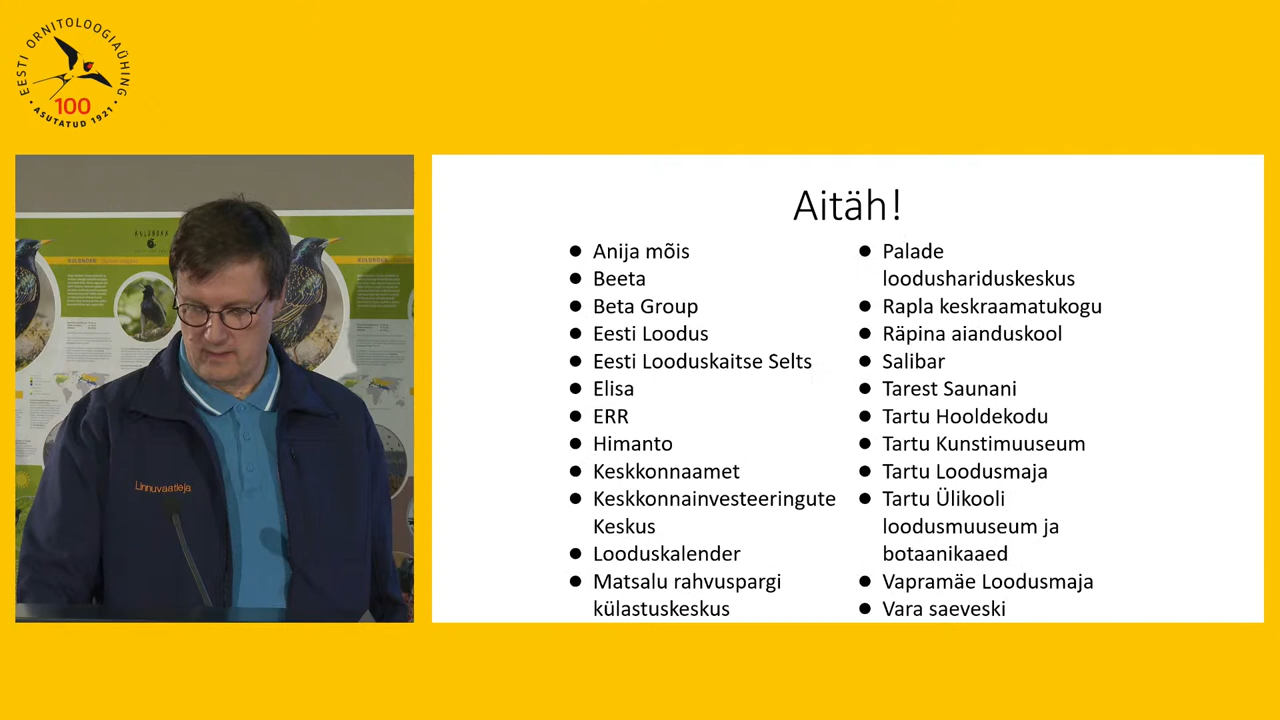 EESTI ORNITOLOOGIAÜHING
100
• ASUTATUD 1921 •
KULDNOKK
KULDNOKK
Linnuvaatleja
Aitäh!
● Anija mõis
● Beeta
● Beta Group
● Eesti Loodus
● Eesti Looduskaitse Selts
● Elisa
● ERR
● Himanto
● Keskkonnaamet
● Keskkonnainvesteeringute
Keskus
● Looduskalender
● Matsalu rahvuspargi
külastuskeskus
● Palade
loodushariduskeskus
● Rapla keskraamatukogu
● Räpina aianduskool
● Salibar
● Tarest Saunani
● Tartu Hooldekodu
● Tartu Kunstimuuseum
● Tartu Loodusmaja
● Tartu Ülikooli
loodusmuuseum ja
botaanikaaed
● Vapramäe Loodusmaja
● Vara saeveski